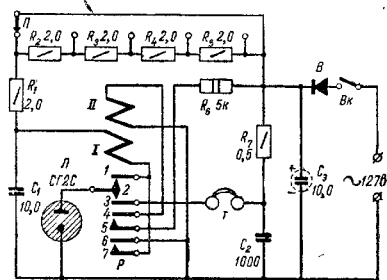 П
R₂ 2,0
R₃ 2,0
R₄ 2,0
R₅ 2,0
R₁
2,0
II
I
R₆ 5к
В
Вк
R₇
0,5
Л
СГ2С
1
2
3
4
5
6
7
Р
Т
C₁
10,0
C₂
1000
C₃
10,0
~127в